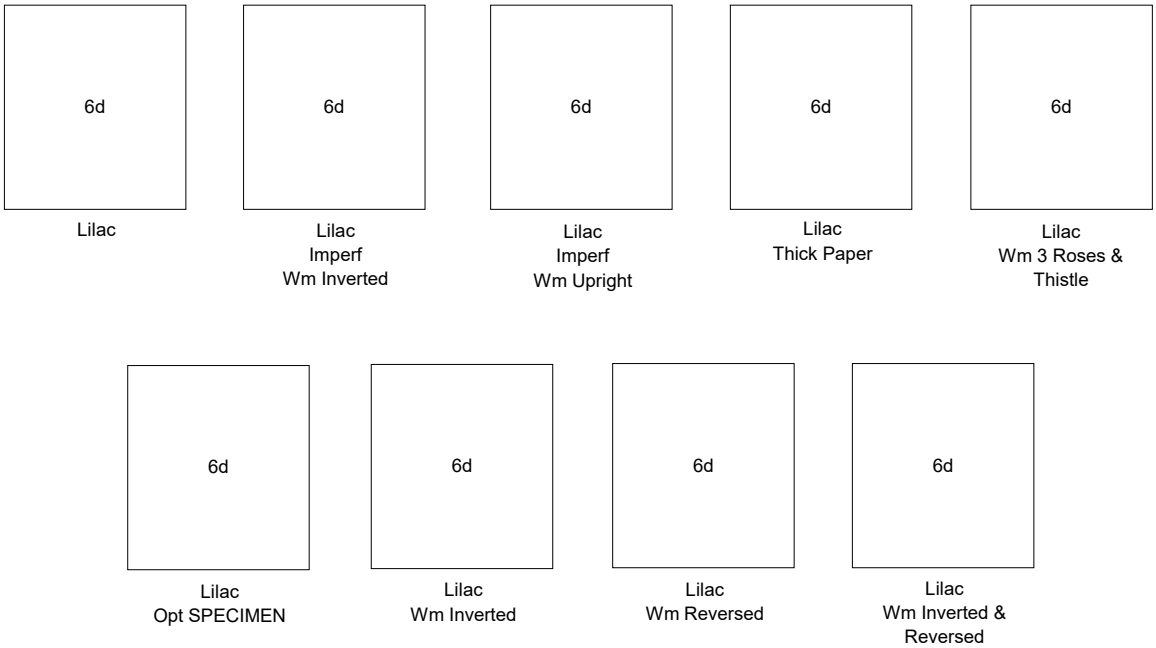 6d
Lilac
6d
Lilac
Imperf
Wm Inverted
6d
Lilac
Imperf
Wm Upright
6d
Lilac
Thick Paper
6d
Lilac
Wm 3 Roses &
Thistle
6d
Lilac
Opt SPECIMEN
6d
Lilac
Wm Inverted
6d
Lilac
Wm Reversed
6d
Lilac
Wm Inverted &
Reversed